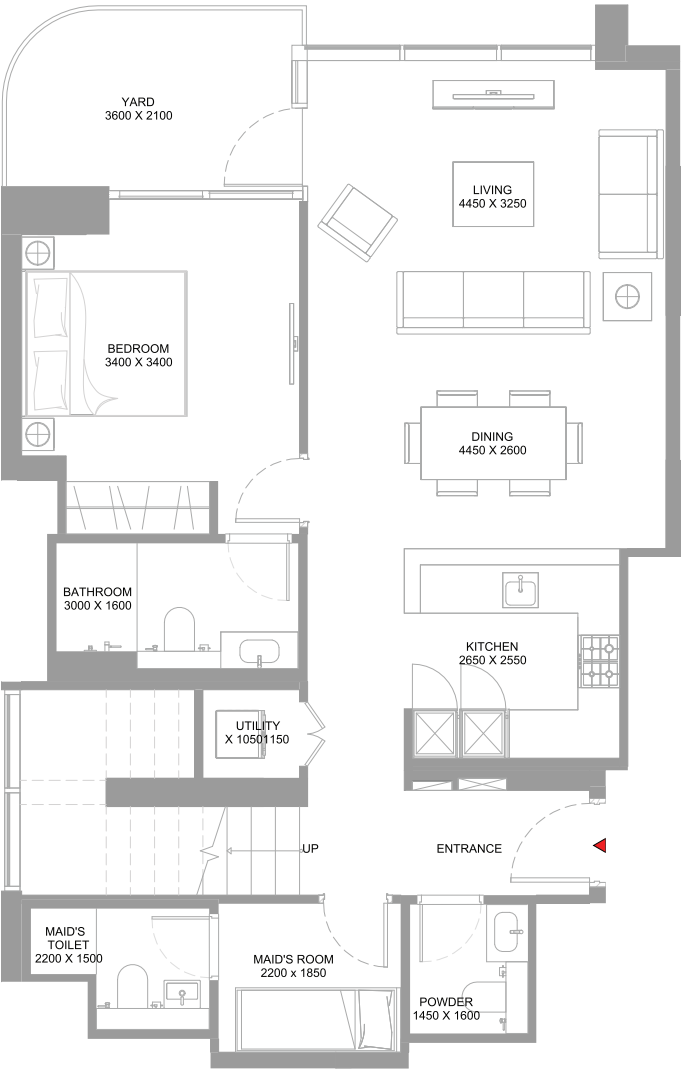 YARD
3600 X 2100
LIVING
4450 X 3250
BEDROOM
3400 X 3400
DINING
4450 X 2600
BATHROOM
3000 X 1600
KITCHEN
2650 X 2550
UTILITY
X 10501150
UP
ENTRANCE
MAID'S
TOILET
2200 X 1500
MAID'S ROOM
2200 x 1850
POWDER
1450 X 1600